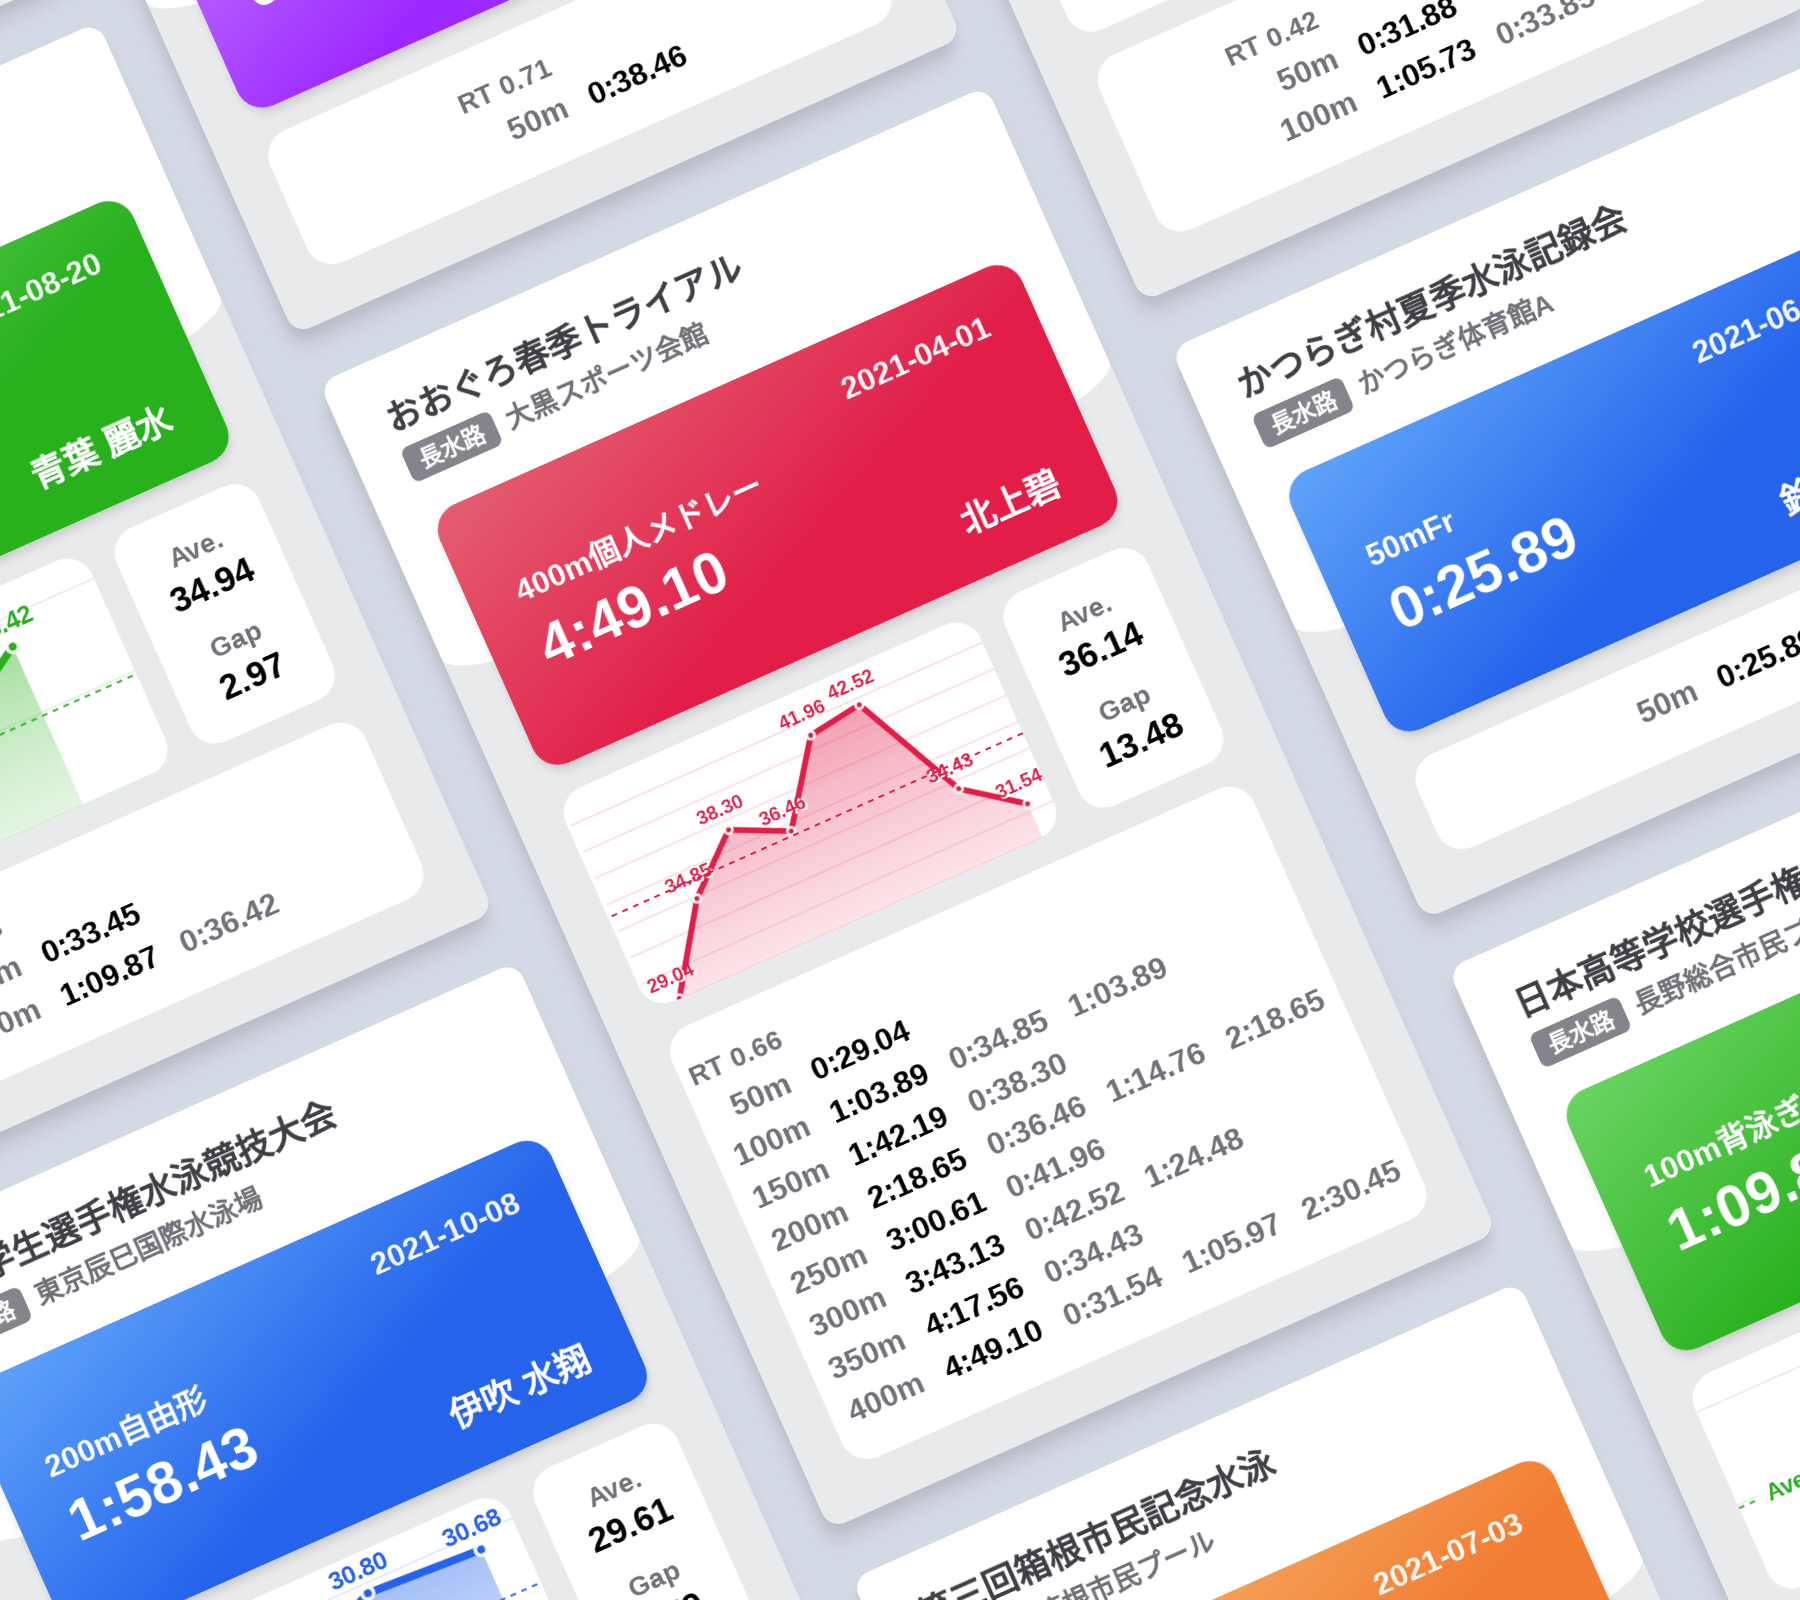 RT 0.71
50m 0:38.46
RT 0.42
50m 0:31.88
100m 1:05.73 0:33.85
青葉 麗水
Ave.
34.94
Gap
2.97
0:33.45
1:09.87 0:36.42
おおぐろ春季トライアル
長水路 大黒スポーツ会館
2021-04-01
400m個人メドレー
4:49.10
北上碧
29.04
34.85
38.30
36.46
41.96
42.52
34.43
31.54
Ave.
36.14
Gap
13.48
RT 0.66
50m 0:29.04
100m 1:03.89 0:34.85 1:03.89
150m 1:42.19 0:38.30
200m 2:18.65 0:36.46 1:14.76 2:18.65
250m 3:00.61 0:41.96
300m 3:43.13 0:42.52 1:24.48
350m 4:17.56 0:34.43
400m 4:49.10 0:31.54 1:05.97 2:30.45
かつらぎ村夏季水泳記録会
長水路 かつらぎ体育館A
2021-06
50mFr
0:25.89
50m 0:25.89
学生選手権水泳競技大会
東京辰巳国際水泳場
2021-10-08
200m自由形
1:58.43
伊吹 水翔
30.80
30.68
Ave.
29.61
Gap
第三回箱根市民記念水泳
箱根市民プール
2021-07-03
日本高等学校選手権
長水路 長野総合市民プ
100m背泳ぎ
1:09.8
Ave